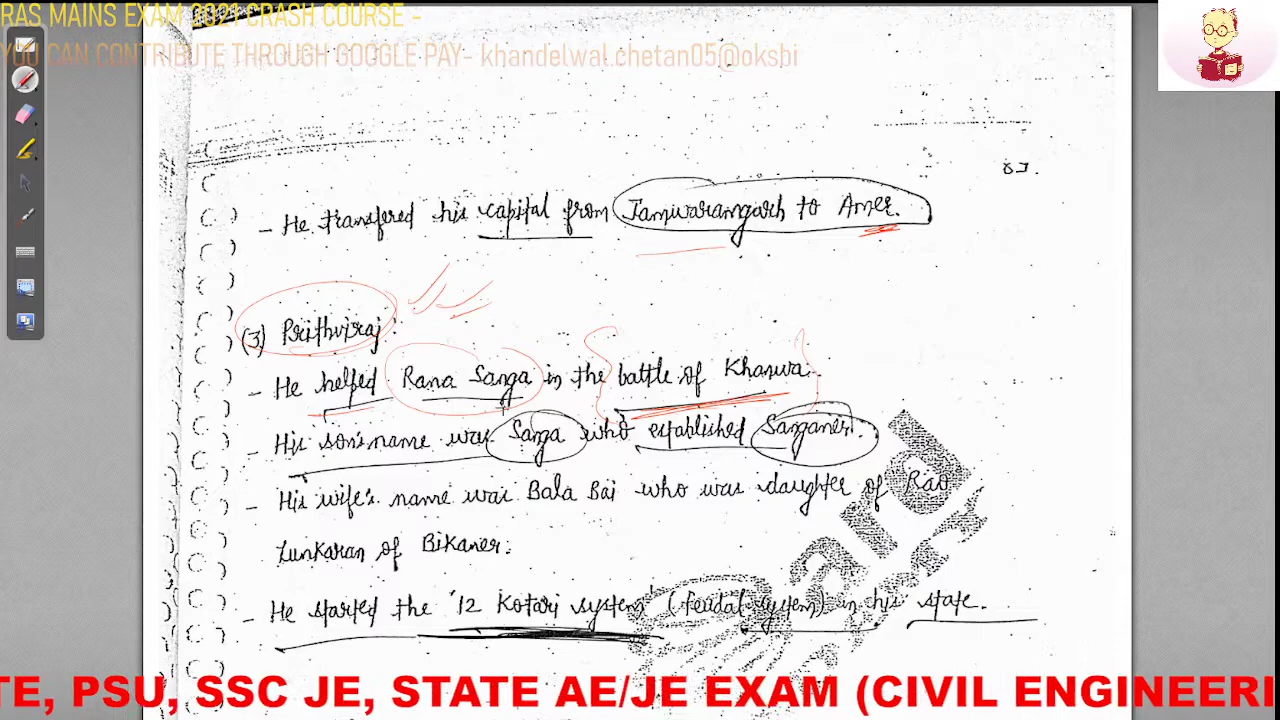 RAS MAINS EXAM 2021 CRASH COURSE -
YOU CAN CONTRIBUTE THROUGH GOOGLE PAY- khandelwal.chetan05@oksbi
- He transfered his capital from Jamwaramgarh to Amer.
(3) Prithviraj:
- He helped Rana Sanga in the battle of Khanwa.
- His son's name was Sanga who established Sanganer.
- His wife's name was Bala Bai who was daughter of Rao
Lunkaran of Bikaner.
- He started the '12 Kotari system' (feudal system) in his state.
TE, PSU, SSC JE, STATE AE/JE EXAM (CIVIL ENGINEERI